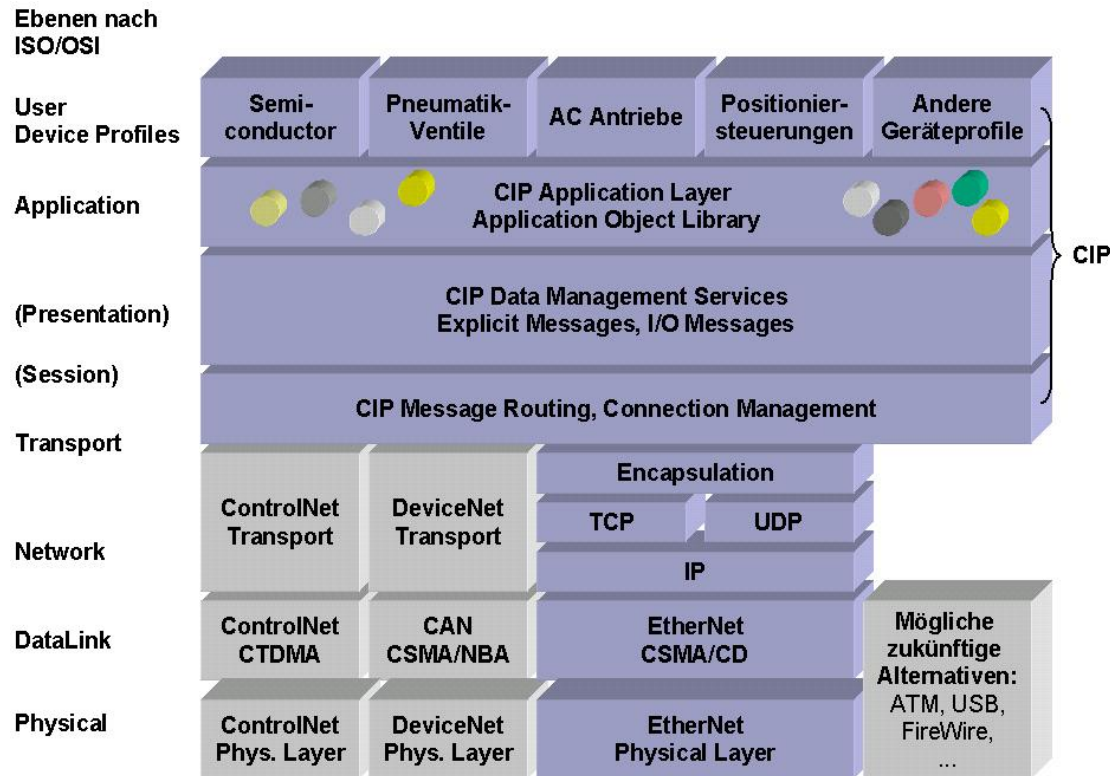 Ebenen nach
ISO/OSI
User
Device Profiles
Semi-
conductor
Pneumatik-
Ventile
AC Antriebe
Positionier-
steuerungen
Andere
Geräteprofile
Application
CIP Application Layer
Application Object Library
CIP
(Presentation)
CIP Data Management Services
Explicit Messages, I/O Messages
(Session)
CIP Message Routing, Connection Management
Transport
ControlNet
Transport
DeviceNet
Transport
Encapsulation
TCP
UDP
Network
IP
DataLink
ControlNet
CTDMA
CAN
CSMA/NBA
EtherNet
CSMA/CD
Mögliche
zukünftige
Alternativen:
ATM, USB,
FireWire,
...
Physical
ControlNet
Phys. Layer
DeviceNet
Phys. Layer
EtherNet
Physical Layer